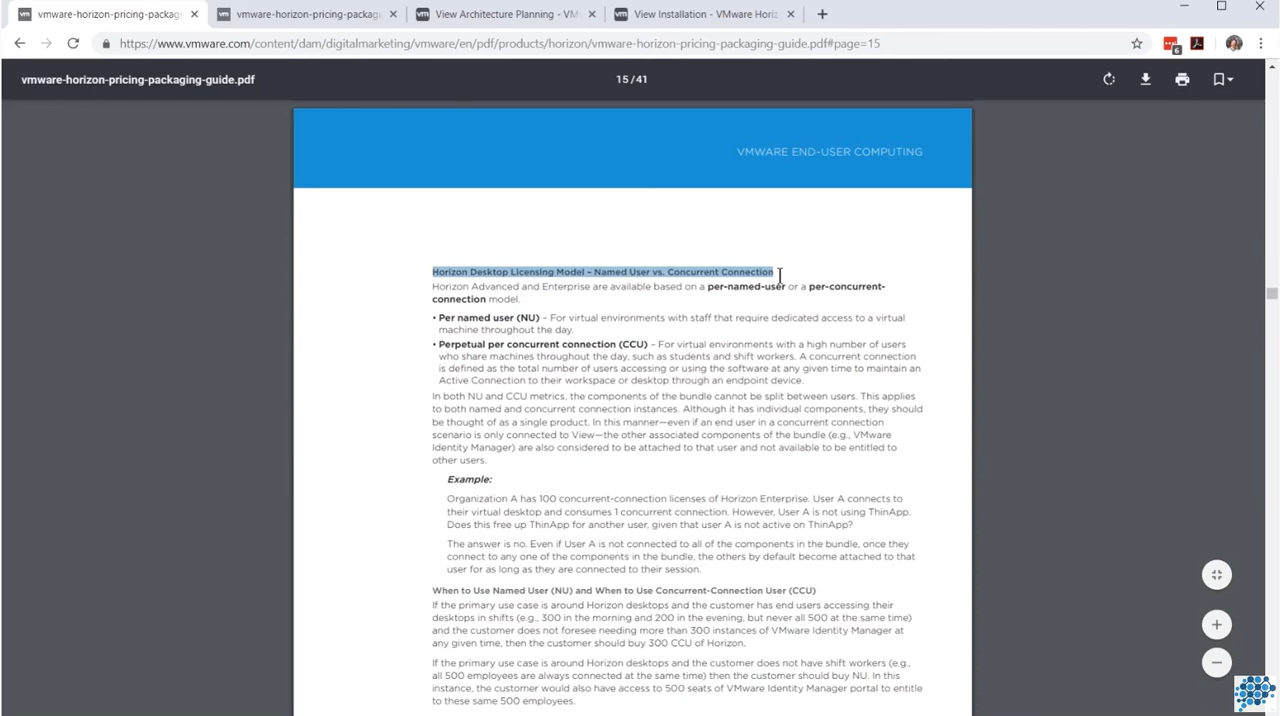 vmware-horizon-pricing-packag
vmware-horizon-pricing-packag
View Architecture Planning - VM
View Installation - VMware Horiz
https://www.vmware.com/content/dam/digitalmarketing/vmware/en/pdf/products/horizon/vmware-horizon-pricing-packaging-guide.pdf#page=15
6
vmware-horizon-pricing-packaging-guide.pdf
15 / 41
VMWARE END-USER COMPUTING
Horizon Desktop Licensing Model – Named User vs. Concurrent Connection
Horizon Advanced and Enterprise are available based on a per-named-user or a per-concurrent-
connection model.
• Per named user (NU) – For virtual environments with staff that require dedicated access to a virtual
machine throughout the day.
• Perpetual per concurrent connection (CCU) – For virtual environments with a high number of users
who share machines throughout the day, such as students and shift workers. A concurrent connection
is defined as the total number of users accessing or using the software at any given time to maintain an
Active Connection to their workspace or desktop through an endpoint device.
In both NU and CCU metrics, the components of the bundle cannot be split between users. This applies
to both named and concurrent connection instances. Although it has individual components, they should
be thought of as a single product. In this manner—even if an end user in a concurrent connection
scenario is only connected to View—the other associated components of the bundle (e.g., VMware
Identity Manager) are also considered to be attached to that user and not available to be entitled to
other users.
Example:
Organization A has 100 concurrent-connection licenses of Horizon Enterprise. User A connects to
their virtual desktop and consumes 1 concurrent connection. However, User A is not using ThinApp.
Does this free up ThinApp for another user, given that user A is not active on ThinApp?
The answer is no. Even if User A is not connected to all of the components in the bundle, once they
connect to any one of the components in the bundle, the others by default become attached to that
user for as long as they are connected to their session.
When to Use Named User (NU) and When to Use Concurrent-Connection User (CCU)
If the primary use case is around Horizon desktops and the customer has end users accessing their
desktops in shifts (e.g., 300 in the morning and 200 in the evening, but never all 500 at the same time)
and the customer does not foresee needing more than 300 instances of VMware Identity Manager at
any given time, then the customer should buy 300 CCU of Horizon.
If the primary use case is around Horizon desktops and the customer does not have shift workers (e.g.,
all 500 employees are always connected at the same time) then the customer should buy NU. In this
instance, the customer would also have access to 500 seats of VMware Identity Manager portal to entitle
to these same 500 employees.